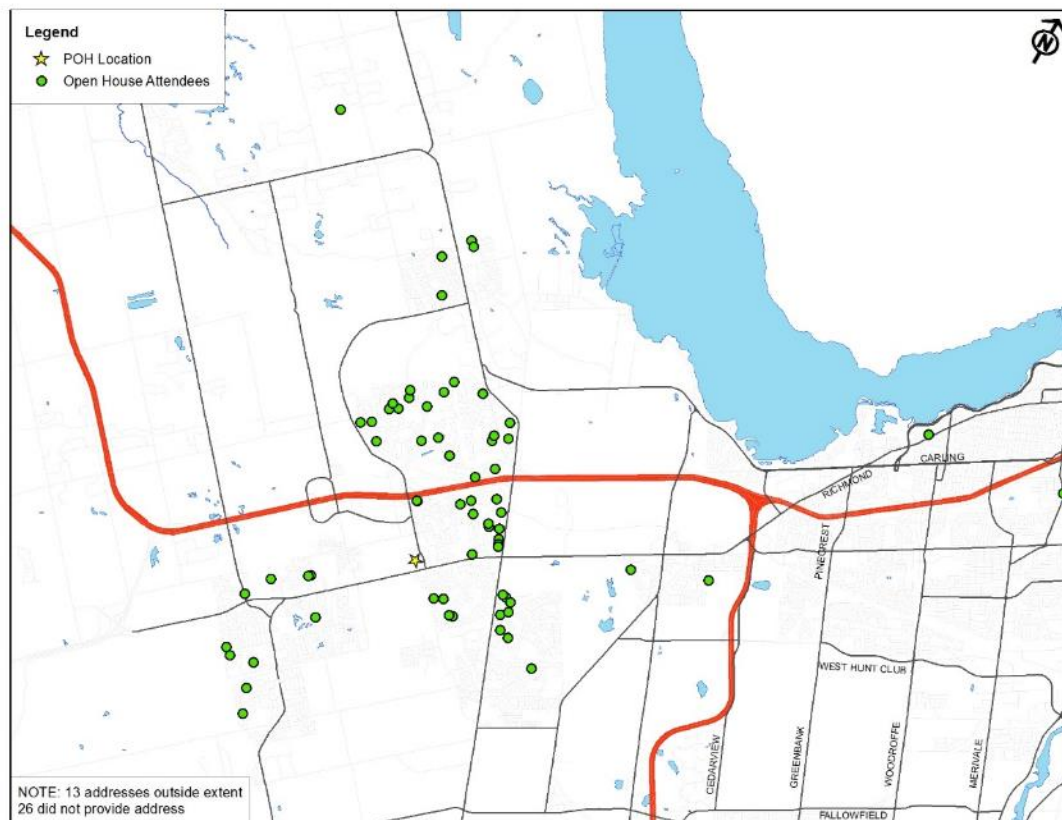 Legend
POH Location
Open House Attendees
N
CARLING
RICHMOND
PINECREST
WEST HUNT CLUB
CEDARVIEW
GREENBANK
WOODROFFE
MERIVALE
FALLOWFIELD
NOTE: 13 addresses outside extent
26 did not provide address